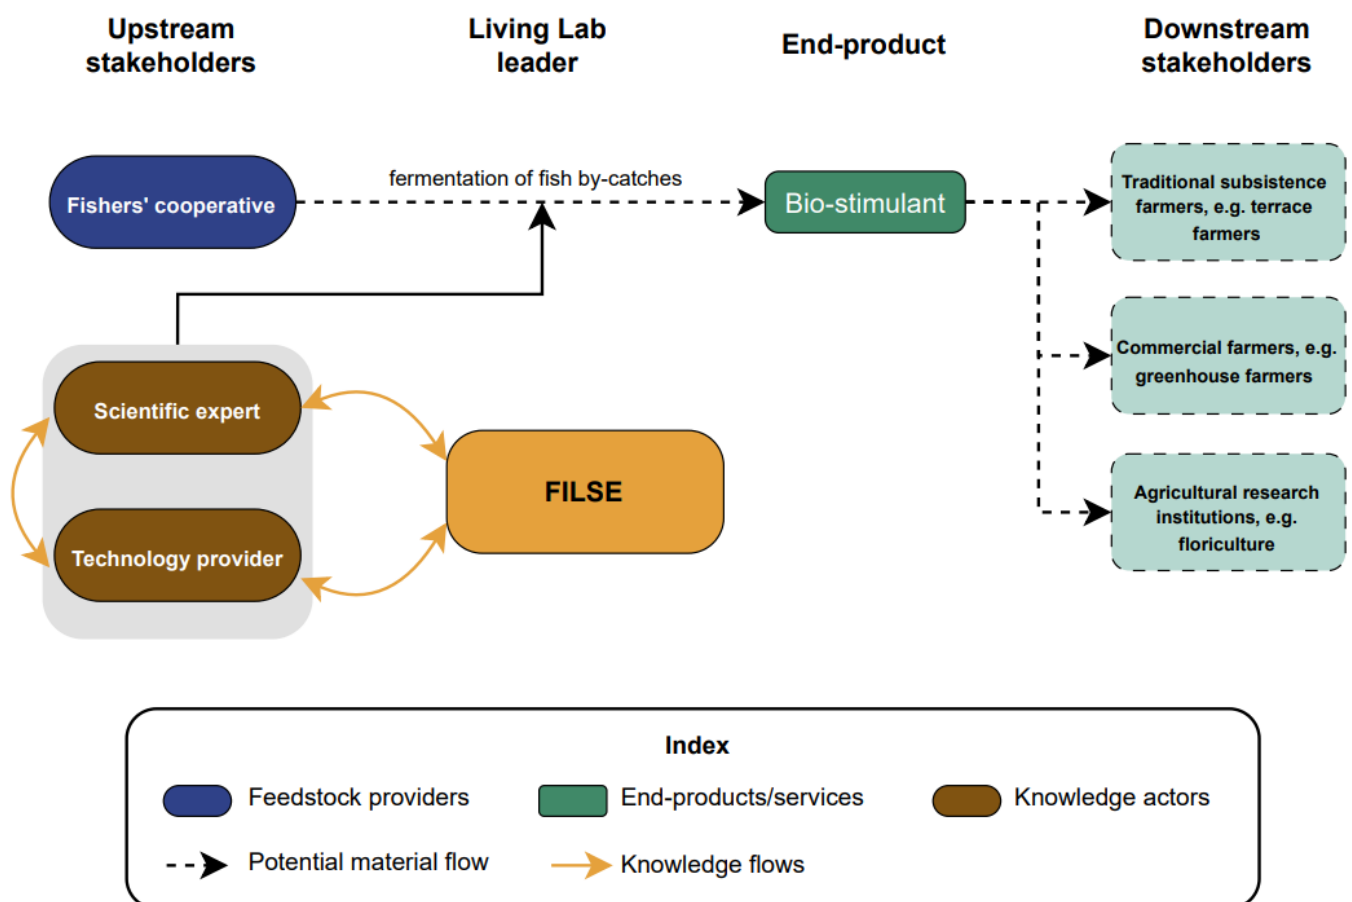 Upstream
stakeholders
Living Lab
leader
End-product
Downstream
stakeholders
Fishers' cooperative
fermentation of fish by-catches
Bio-stimulant
Traditional subsistence
farmers, e.g. terrace
farmers
Commercial farmers, e.g.
greenhouse farmers
Scientific expert
FILSE
Agricultural research
institutions, e.g.
floriculture
Technology provider
Index
Feedstock providers
End-products/services
Knowledge actors
Potential material flow
Knowledge flows